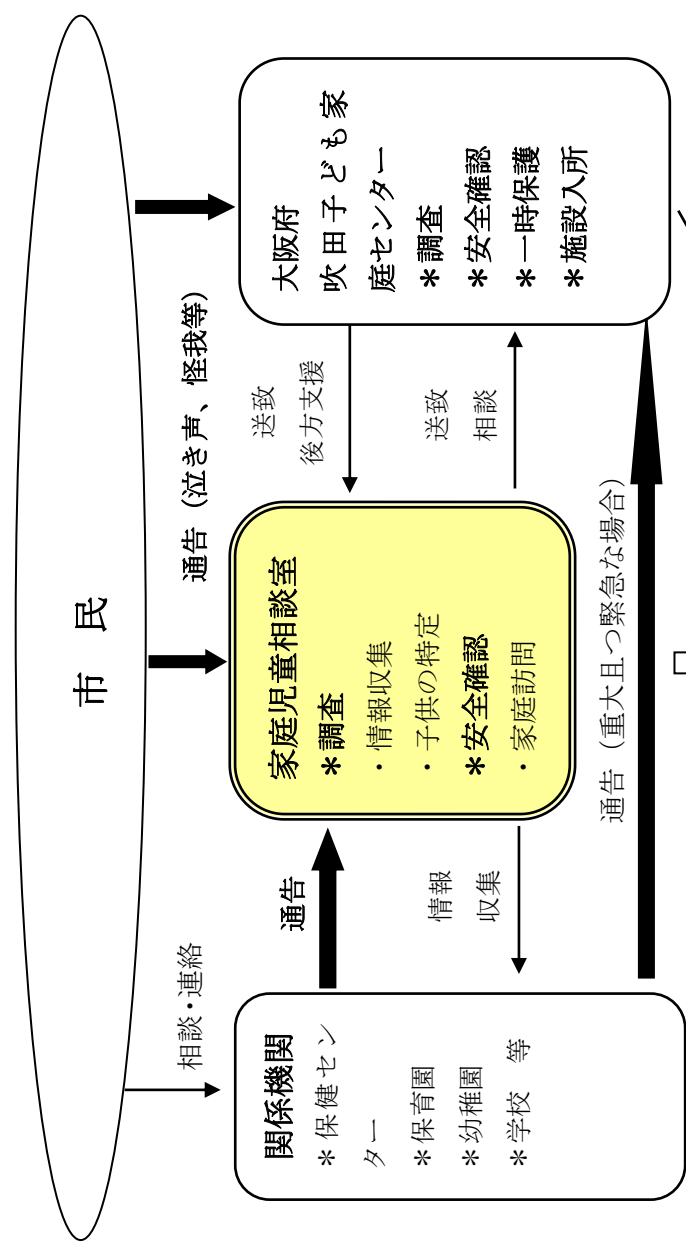 市　民
相談・連絡
通告（泣き声、怪我等）
関係機関
＊保健セン
ター
＊保育園
＊幼稚園
＊学校　等
通告
情報
収集
家庭児童相談室
＊調査
・情報収集
・子供の特定
＊安全確認
・家庭訪問
送致
後方支援
送致
相談
大阪府
吹田子ども家
庭センター
＊調査
＊安全確認
＊一時保護
＊施設入所
通告（重大且つ緊急な場合）